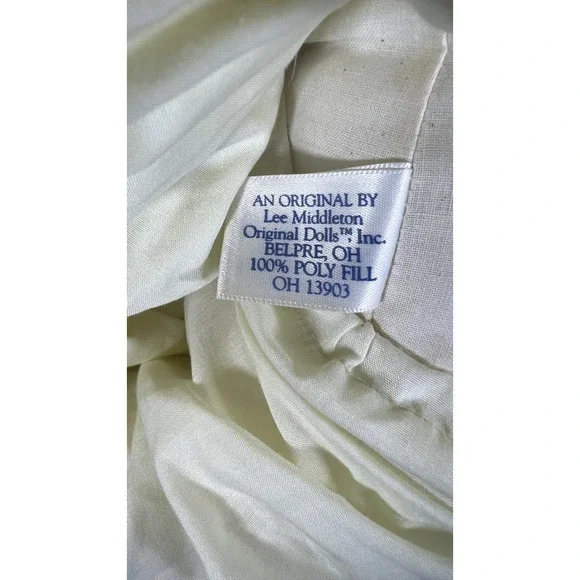 AN ORIGINAL BY
Lee Middleton
Original Dolls™, Inc.
BELPRE, OH
100% POLY FILL
OH 13903